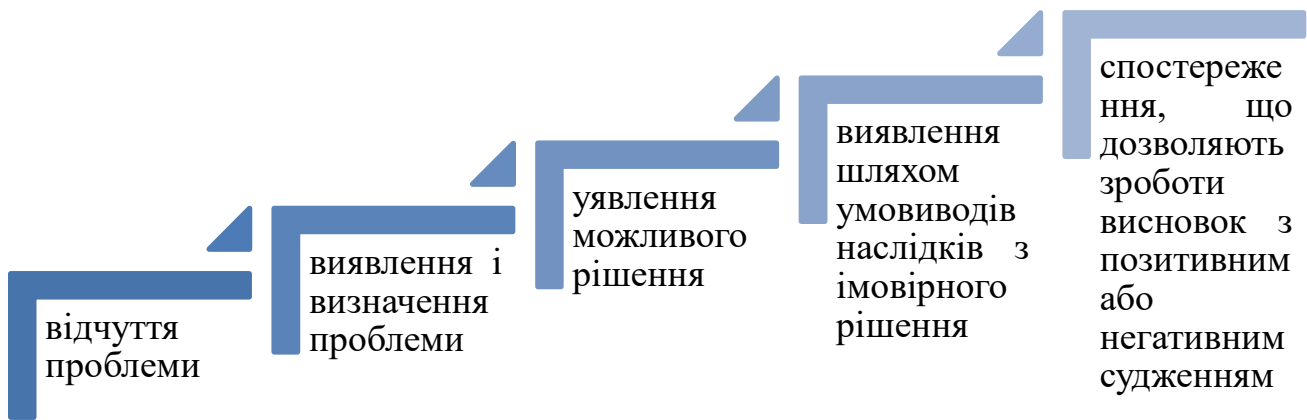 відчуття
проблеми
виявлення і
визначення
проблеми
уявлення
можливого
рішення
виявлення
шляхом
умовиводів
наслідків з
імовірного
рішення
спостереже
ння, що
дозволяють
зробити
висновок з
позитивним
або
негативним
судженням